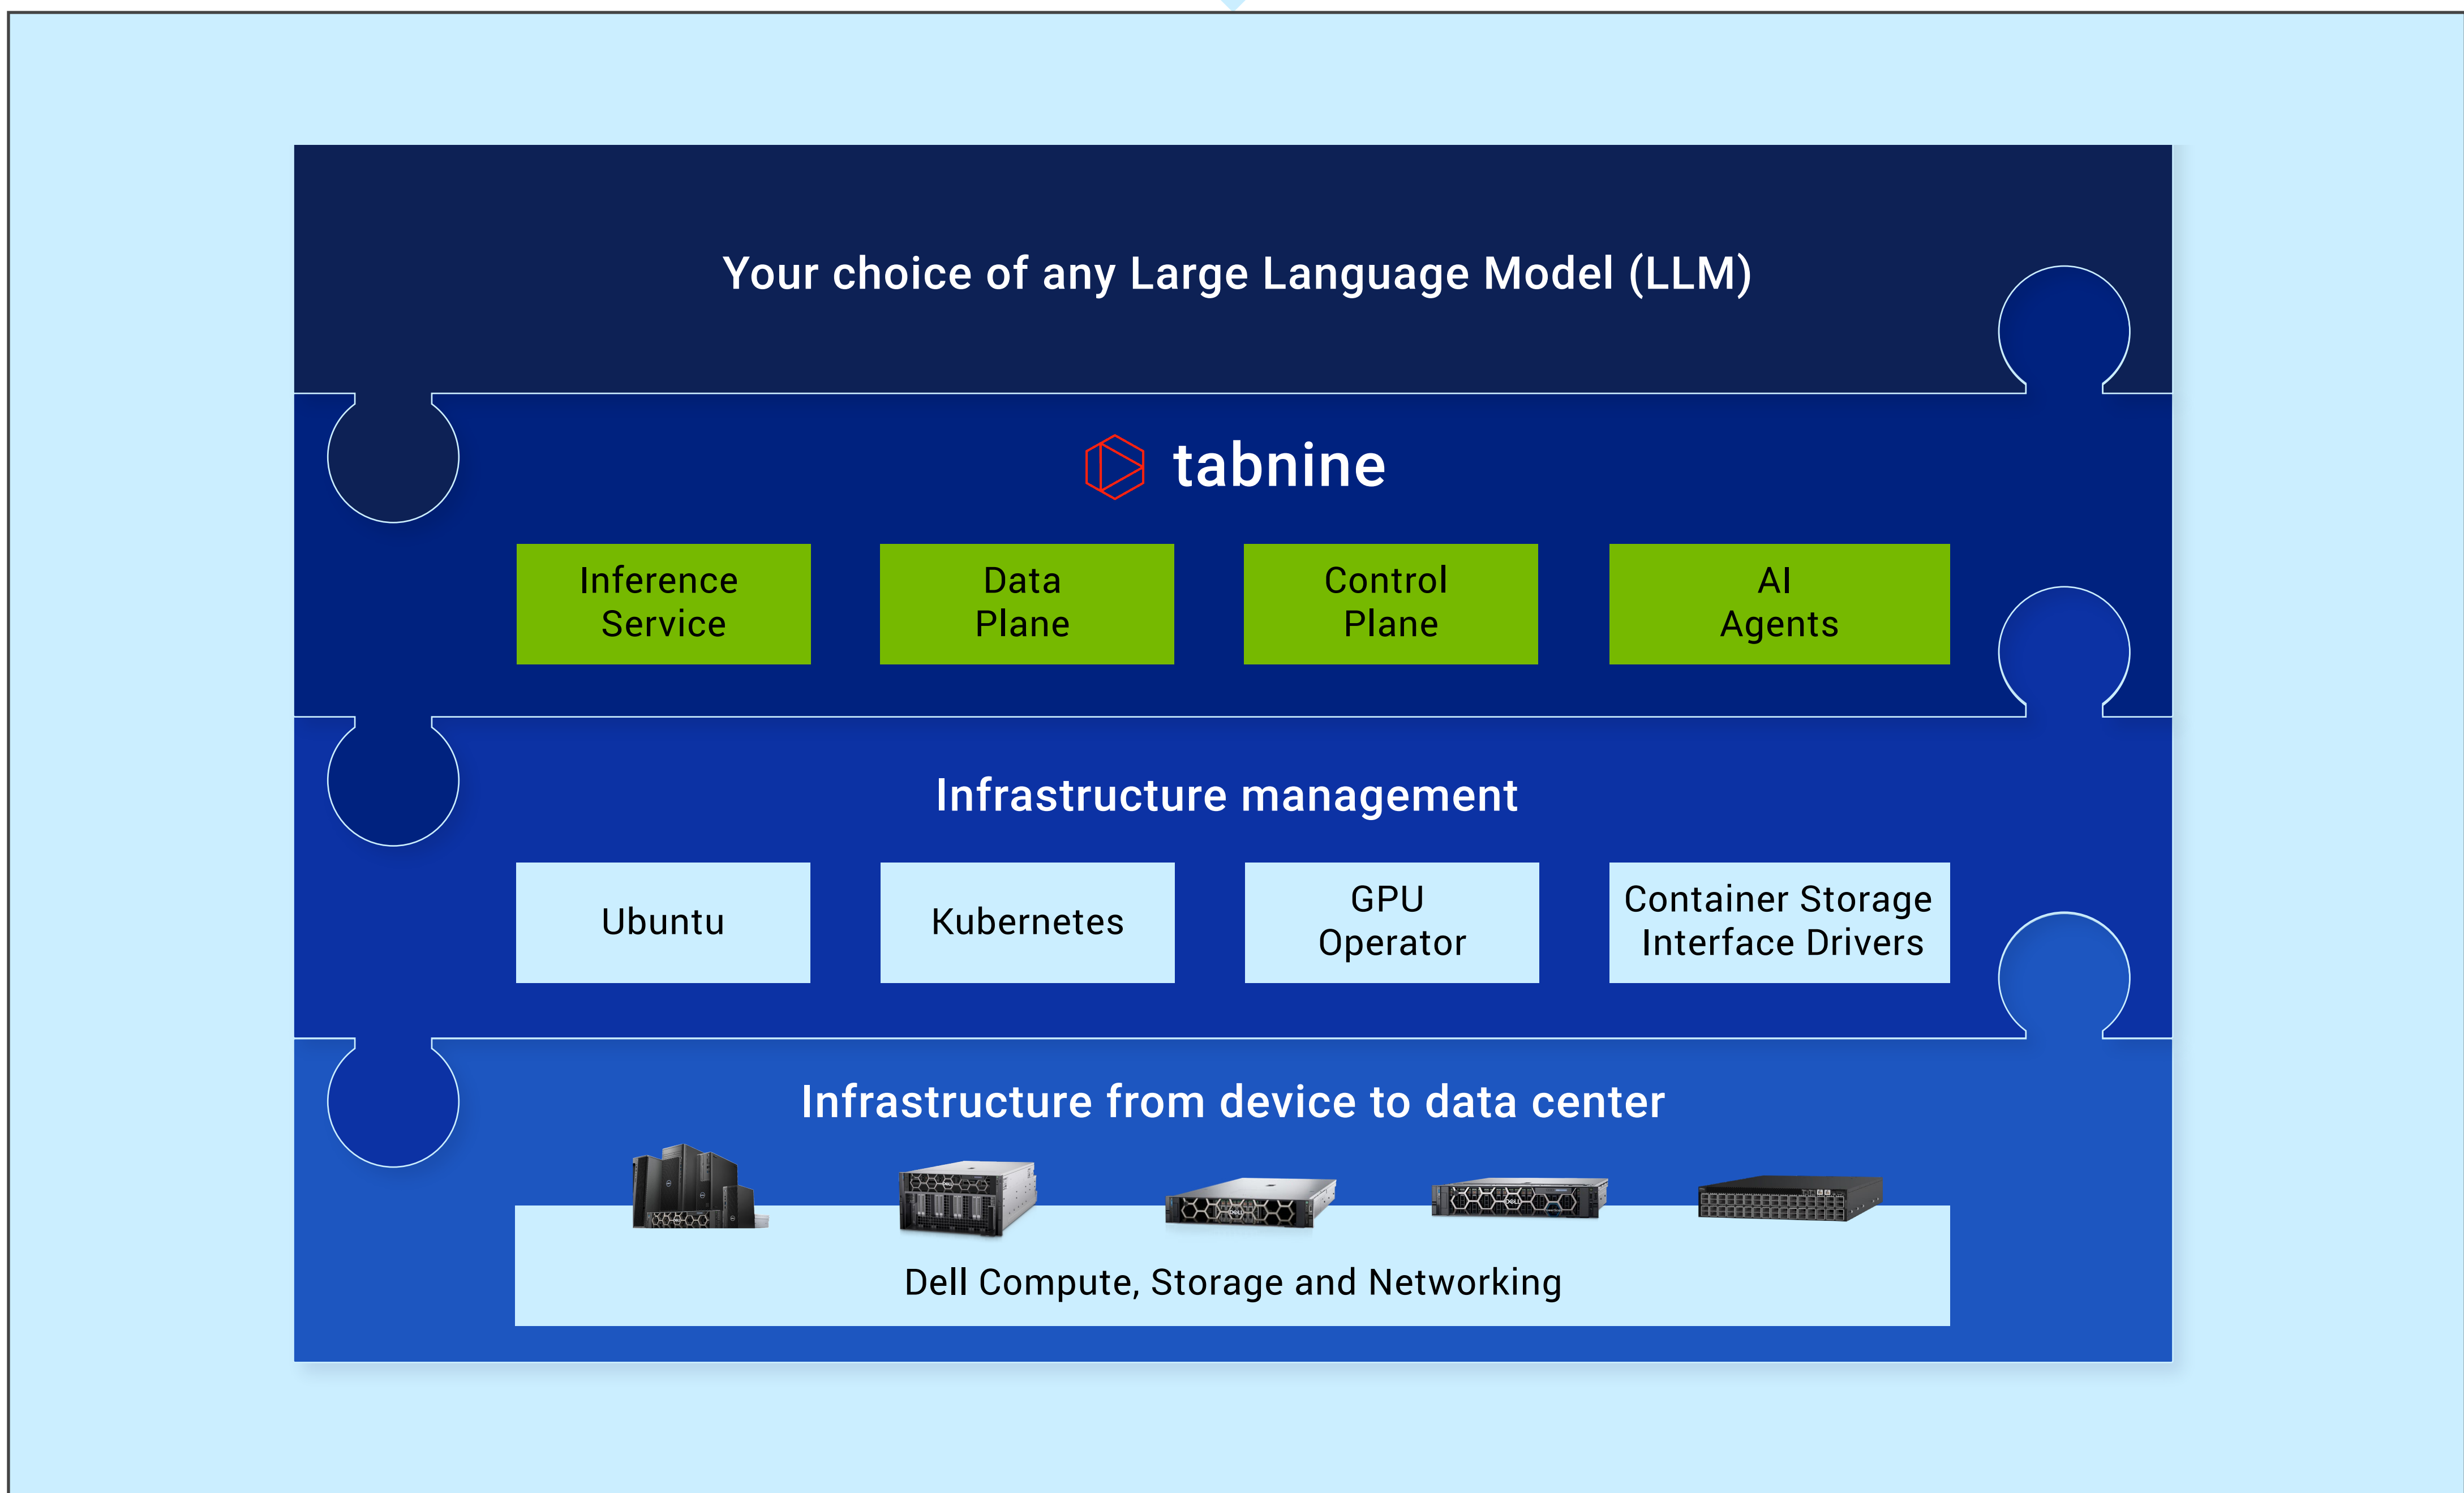 Your choice of any Large Language Model (LLM)
tabnine
Inference
Service
Data
Plane
Control
Plane
AI
Agents
Infrastructure management
Ubuntu
Kubernetes
GPU
Operator
Container Storage
Interface Drivers
Infrastructure from device to data center
DELL
DELL
Dell Compute, Storage and Networking